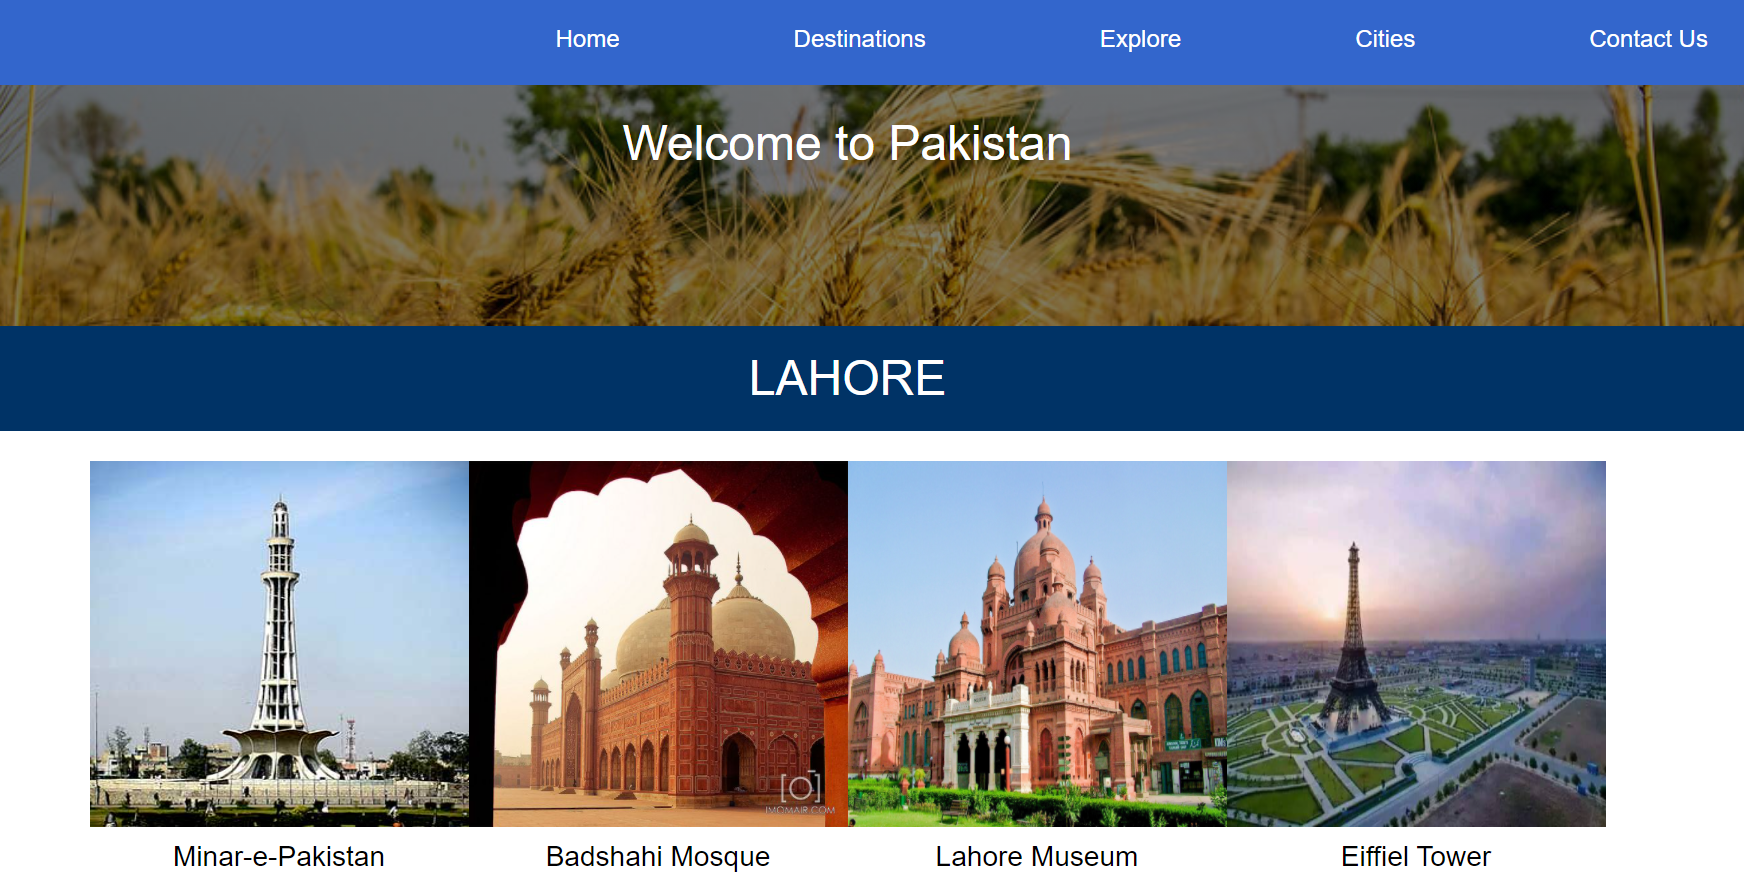 Home Destinations Explore Cities Contact Us
Welcome to Pakistan
LAHORE
IMOMAIR.COM
Minar-e-Pakistan Badshahi Mosque Lahore Museum Eiffiel Tower